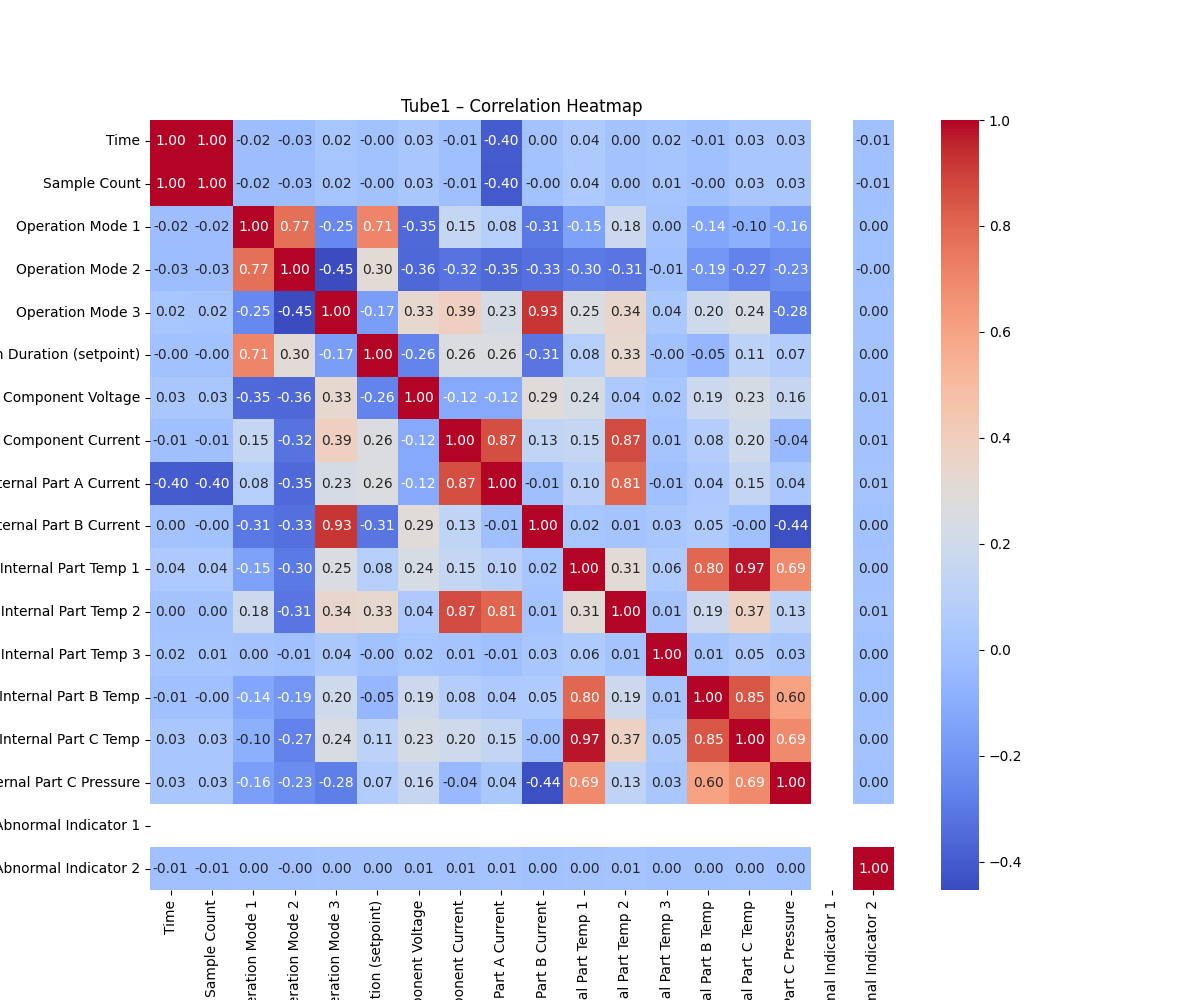 Tube1 – Correlation Heatmap
Time 1.00 1.00 -0.02 -0.03 0.02 -0.00 0.03 -0.01 -0.40 0.00 0.04 0.00 0.02 -0.01 0.03 0.03 -0.01
Sample Count 1.00 1.00 -0.02 -0.03 0.02 -0.00 0.03 -0.01 -0.40 -0.00 0.04 0.00 0.01 -0.00 0.03 0.03 -0.01
Operation Mode 1 -0.02 -0.02 1.00 0.77 -0.25 0.71 -0.35 0.15 0.08 -0.31 -0.15 0.18 0.00 -0.14 -0.10 -0.16 0.00
Operation Mode 2 -0.03 -0.03 0.77 1.00 -0.45 0.30 -0.36 -0.32 -0.35 -0.33 -0.30 -0.31 -0.01 -0.19 -0.27 -0.23 -0.00
Operation Mode 3 0.02 0.02 -0.25 -0.45 1.00 -0.17 0.33 0.39 0.23 0.93 0.25 0.34 0.04 0.20 0.24 -0.28 0.00
n Duration (setpoint) -0.00 -0.00 0.71 0.30 -0.17 1.00 -0.26 0.26 0.26 -0.31 0.08 0.33 -0.00 -0.05 0.11 0.07 0.00
Component Voltage 0.03 0.03 -0.35 -0.36 0.33 -0.26 1.00 -0.12 -0.12 0.29 0.24 0.04 0.02 0.19 0.23 0.16 0.01
Component Current -0.01 -0.01 0.15 -0.32 0.39 0.26 -0.12 1.00 0.87 0.13 0.15 0.87 0.01 0.08 0.20 -0.04 0.01
ternal Part A Current -0.40 -0.40 0.08 -0.35 0.23 0.26 -0.12 0.87 1.00 -0.01 0.10 0.81 -0.01 0.04 0.15 0.04 0.01
ternal Part B Current 0.00 -0.00 -0.31 -0.33 0.93 -0.31 0.29 0.13 -0.01 1.00 0.02 0.01 0.03 0.05 -0.00 -0.44 0.00
Internal Part Temp 1 0.04 0.04 -0.15 -0.30 0.25 0.08 0.24 0.15 0.10 0.02 1.00 0.31 0.06 0.80 0.97 0.69 0.00
Internal Part Temp 2 0.00 0.00 0.18 -0.31 0.34 0.33 0.04 0.87 0.81 0.01 0.31 1.00 0.01 0.19 0.37 0.13 0.01
Internal Part Temp 3 0.02 0.01 0.00 -0.01 0.04 -0.00 0.02 0.01 -0.01 0.03 0.06 0.01 1.00 0.01 0.05 0.03 0.00
Internal Part B Temp -0.01 -0.00 -0.14 -0.19 0.20 -0.05 0.19 0.08 0.04 0.05 0.80 0.19 0.01 1.00 0.85 0.60 0.00
Internal Part C Temp 0.03 0.03 -0.10 -0.27 0.24 0.11 0.23 0.20 0.15 -0.00 0.97 0.37 0.05 0.85 1.00 0.69 0.00
ernal Part C Pressure 0.03 0.03 -0.16 -0.23 -0.28 0.07 0.16 -0.04 0.04 -0.44 0.69 0.13 0.03 0.60 0.69 1.00 0.00
Abnormal Indicator 1
Abnormal Indicator 2 -0.01 -0.01 0.00 -0.00 0.00 0.00 0.01 0.01 0.01 0.00 0.00 0.01 0.00 0.00 0.00 0.00 1.00
Time
Sample Count
eration Mode 1
eration Mode 2
eration Mode 3
tion (setpoint)
ponent Voltage
ponent Current
Part A Current
Part B Current
al Part Temp 1
al Part Temp 2
al Part Temp 3
al Part B Temp
al Part C Temp
Part C Pressure
mal Indicator 1
mal Indicator 2
1.0
0.8
0.6
0.4
0.2
0.0
−0.2
−0.4